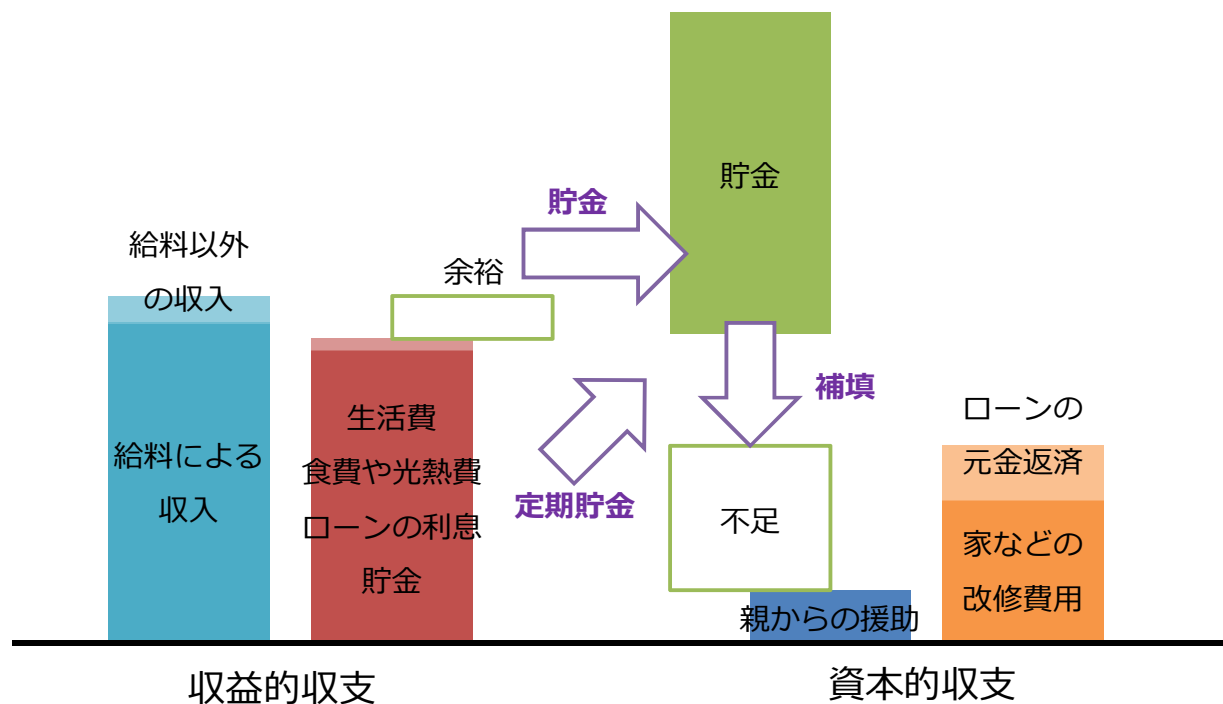 貯金
貯金
給料以外
の収入
余裕
補填
ローンの
元金返済
給料による
収入
生活費
食費や光熱費
ローンの利息
貯金
定期貯金
不足
家などの
改修費用
親からの援助
収益的収支
資本的収支